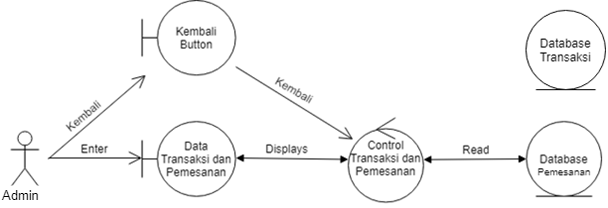 Kembali
Button
Database
Transaksi
Kembali
Kembali
Enter
Data
Transaksi dan
Pemesanan
Displays
Control
Transaksi dan
Pemesanan
Read
Database
Pemesanan
Admin